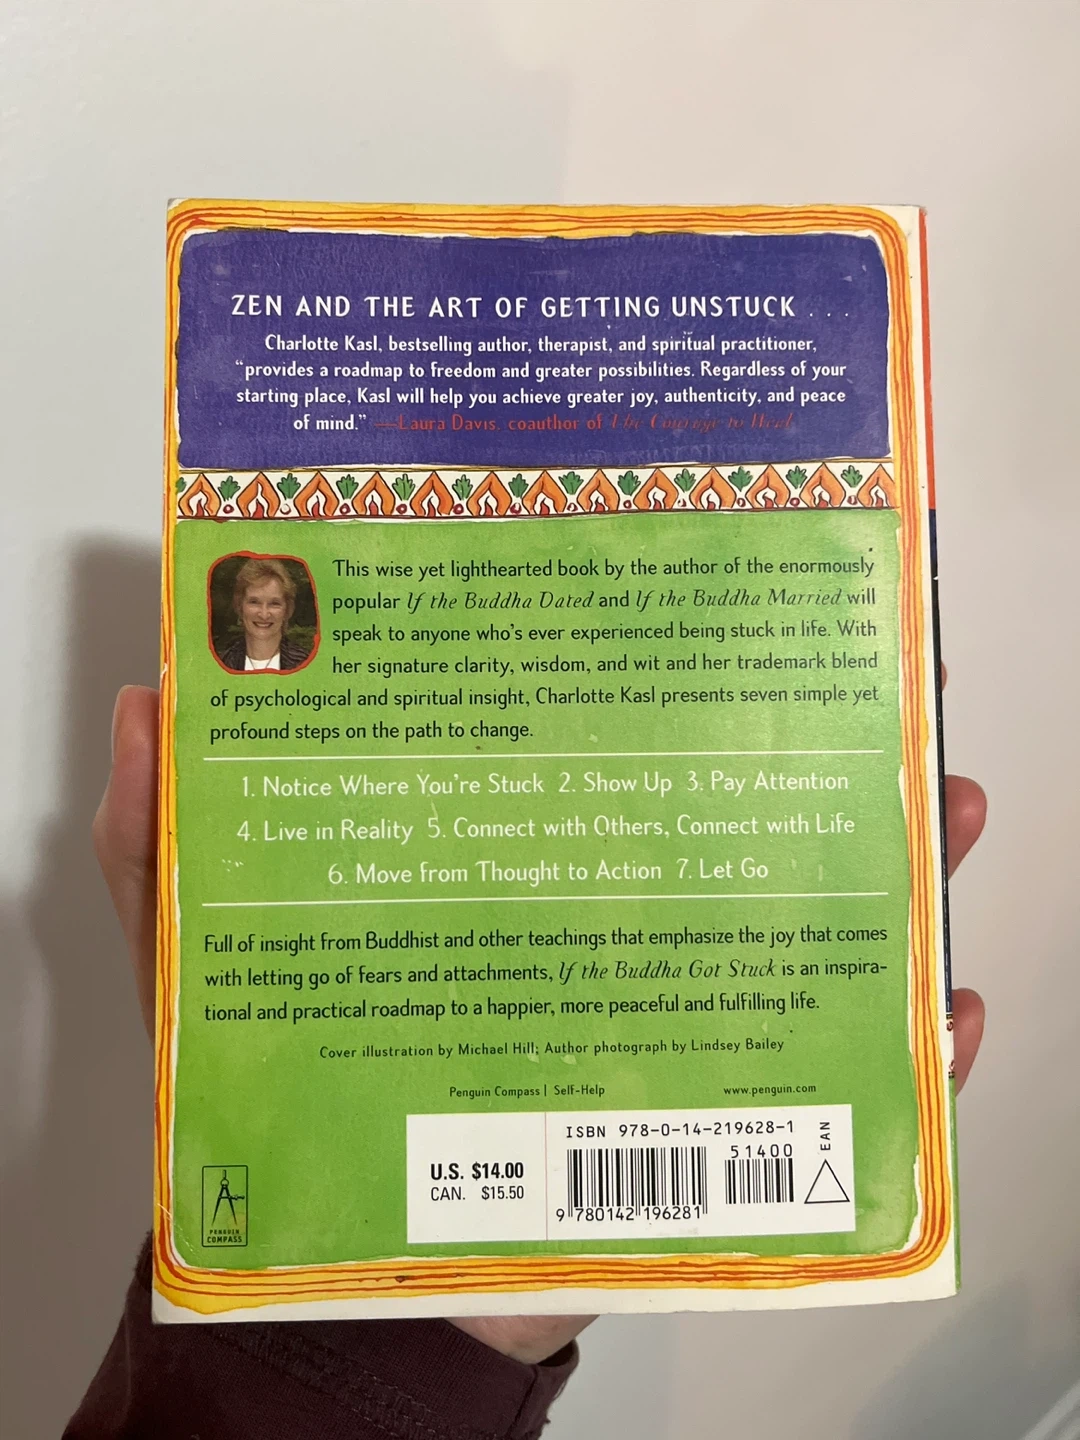 ZEN AND THE ART OF GETTING UNSTUCK . . .
Charlotte Kasl, bestselling author, therapist, and spiritual practitioner,
“provides a roadmap to freedom and greater possibilities. Regardless of your
starting place, Kasl will help you achieve greater joy, authenticity, and peace
of mind.” —Laura Davis, coauthor of The Courage to Heal
This wise yet lighthearted book by the author of the enormously
popular If the Buddha Dated and If the Buddha Married will
speak to anyone who's ever experienced being stuck in life. With
her signature clarity, wisdom, and wit and her trademark blend
of psychological and spiritual insight, Charlotte Kasl presents seven simple yet
profound steps on the path to change.
1. Notice Where You're Stuck 2. Show Up 3. Pay Attention
4. Live in Reality 5. Connect with Others, Connect with Life
6. Move from Thought to Action 7. Let Go
Full of insight from Buddhist and other teachings that emphasize the joy that comes
with letting go of fears and attachments, If the Buddha Got Stuck is an inspira-
tional and practical roadmap to a happier, more peaceful and fulfilling life.
Cover illustration by Michael Hill; Author photograph by Lindsey Bailey
Penguin Compass | Self-Help www.penguin.com
ISBN 978-0-14-219628-1
EAN
51400
U.S. $14.00
CAN. $15.50
9 780142 196281
PENGUIN
COMPASS